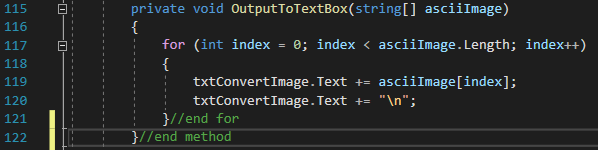 115 private void OutputToTextBox(string[] asciiImage)
116 {
117 for (int index = 0; index < asciiImage.Length; index++)
118 {
119 txtConvertImage.Text += asciiImage[index];
120 txtConvertImage.Text += "\n";
121 }//end for
122 }//end method